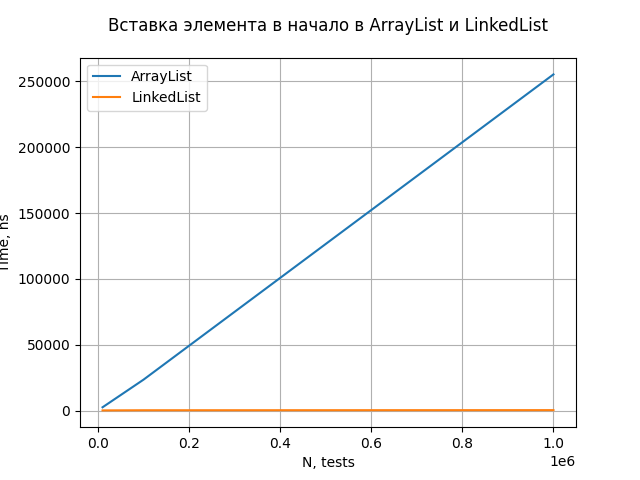 Вставка элемента в начало в ArrayList и LinkedList
ArrayList
LinkedList
250000
200000
150000
100000
50000
0
Time, ns
0.0 0.2 0.4 0.6 0.8 1.0
1e6
N, tests